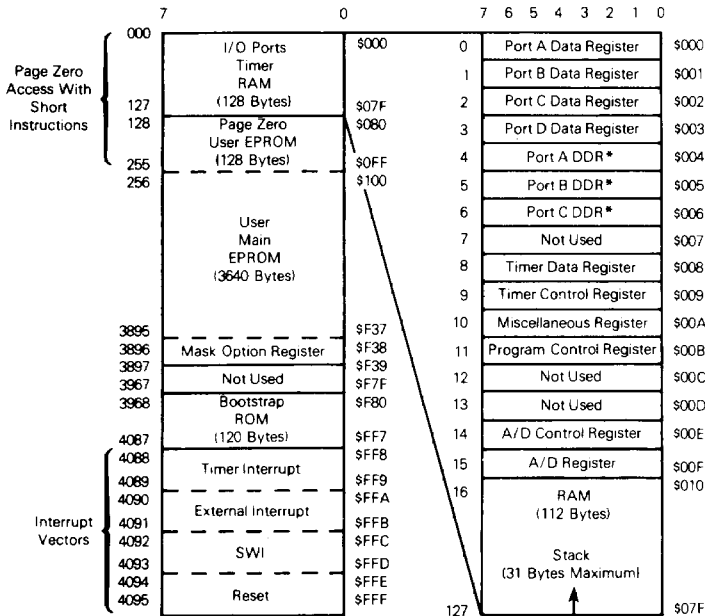 7 0
000
I/O Ports
Timer
RAM
(128 Bytes)
$000
127
$07F
128
Page Zero
User EPROM
(128 Bytes)
$080
255
$0FF
256
$100
Page Zero
Access With
Short
Instructions
User
Main
EPROM
(3640 Bytes)
3895
$F37
3896
Mask Option Register
$F38
3897
$F39
Not Used
3967
$F7F
3968
Bootstrap
ROM
(120 Bytes)
$F80
4087
$FF7
4088
$FF8
Timer Interrupt
4089
$FF9
4090
$FFA
External Interrupt
4091
$FFB
4092
$FFC
SWI
4093
$FFD
4094
$FFE
Reset
4095
$FFF
Interrupt
Vectors
7 6 5 4 3 2 1 0
0 Port A Data Register $000
1 Port B Data Register $001
2 Port C Data Register $002
3 Port D Data Register $003
4 Port A DDR* $004
5 Port B DDR* $005
6 Port C DDR* $006
7 Not Used $007
8 Timer Data Register $008
9 Timer Control Register $009
10 Miscellaneous Register $00A
11 Program Control Register $00B
12 Not Used $00C
13 Not Used $00D
14 A/D Control Register $00E
15 A/D Register $00F
16 $010
RAM
(112 Bytes)
Stack
(31 Bytes Maximum)
127 $07F